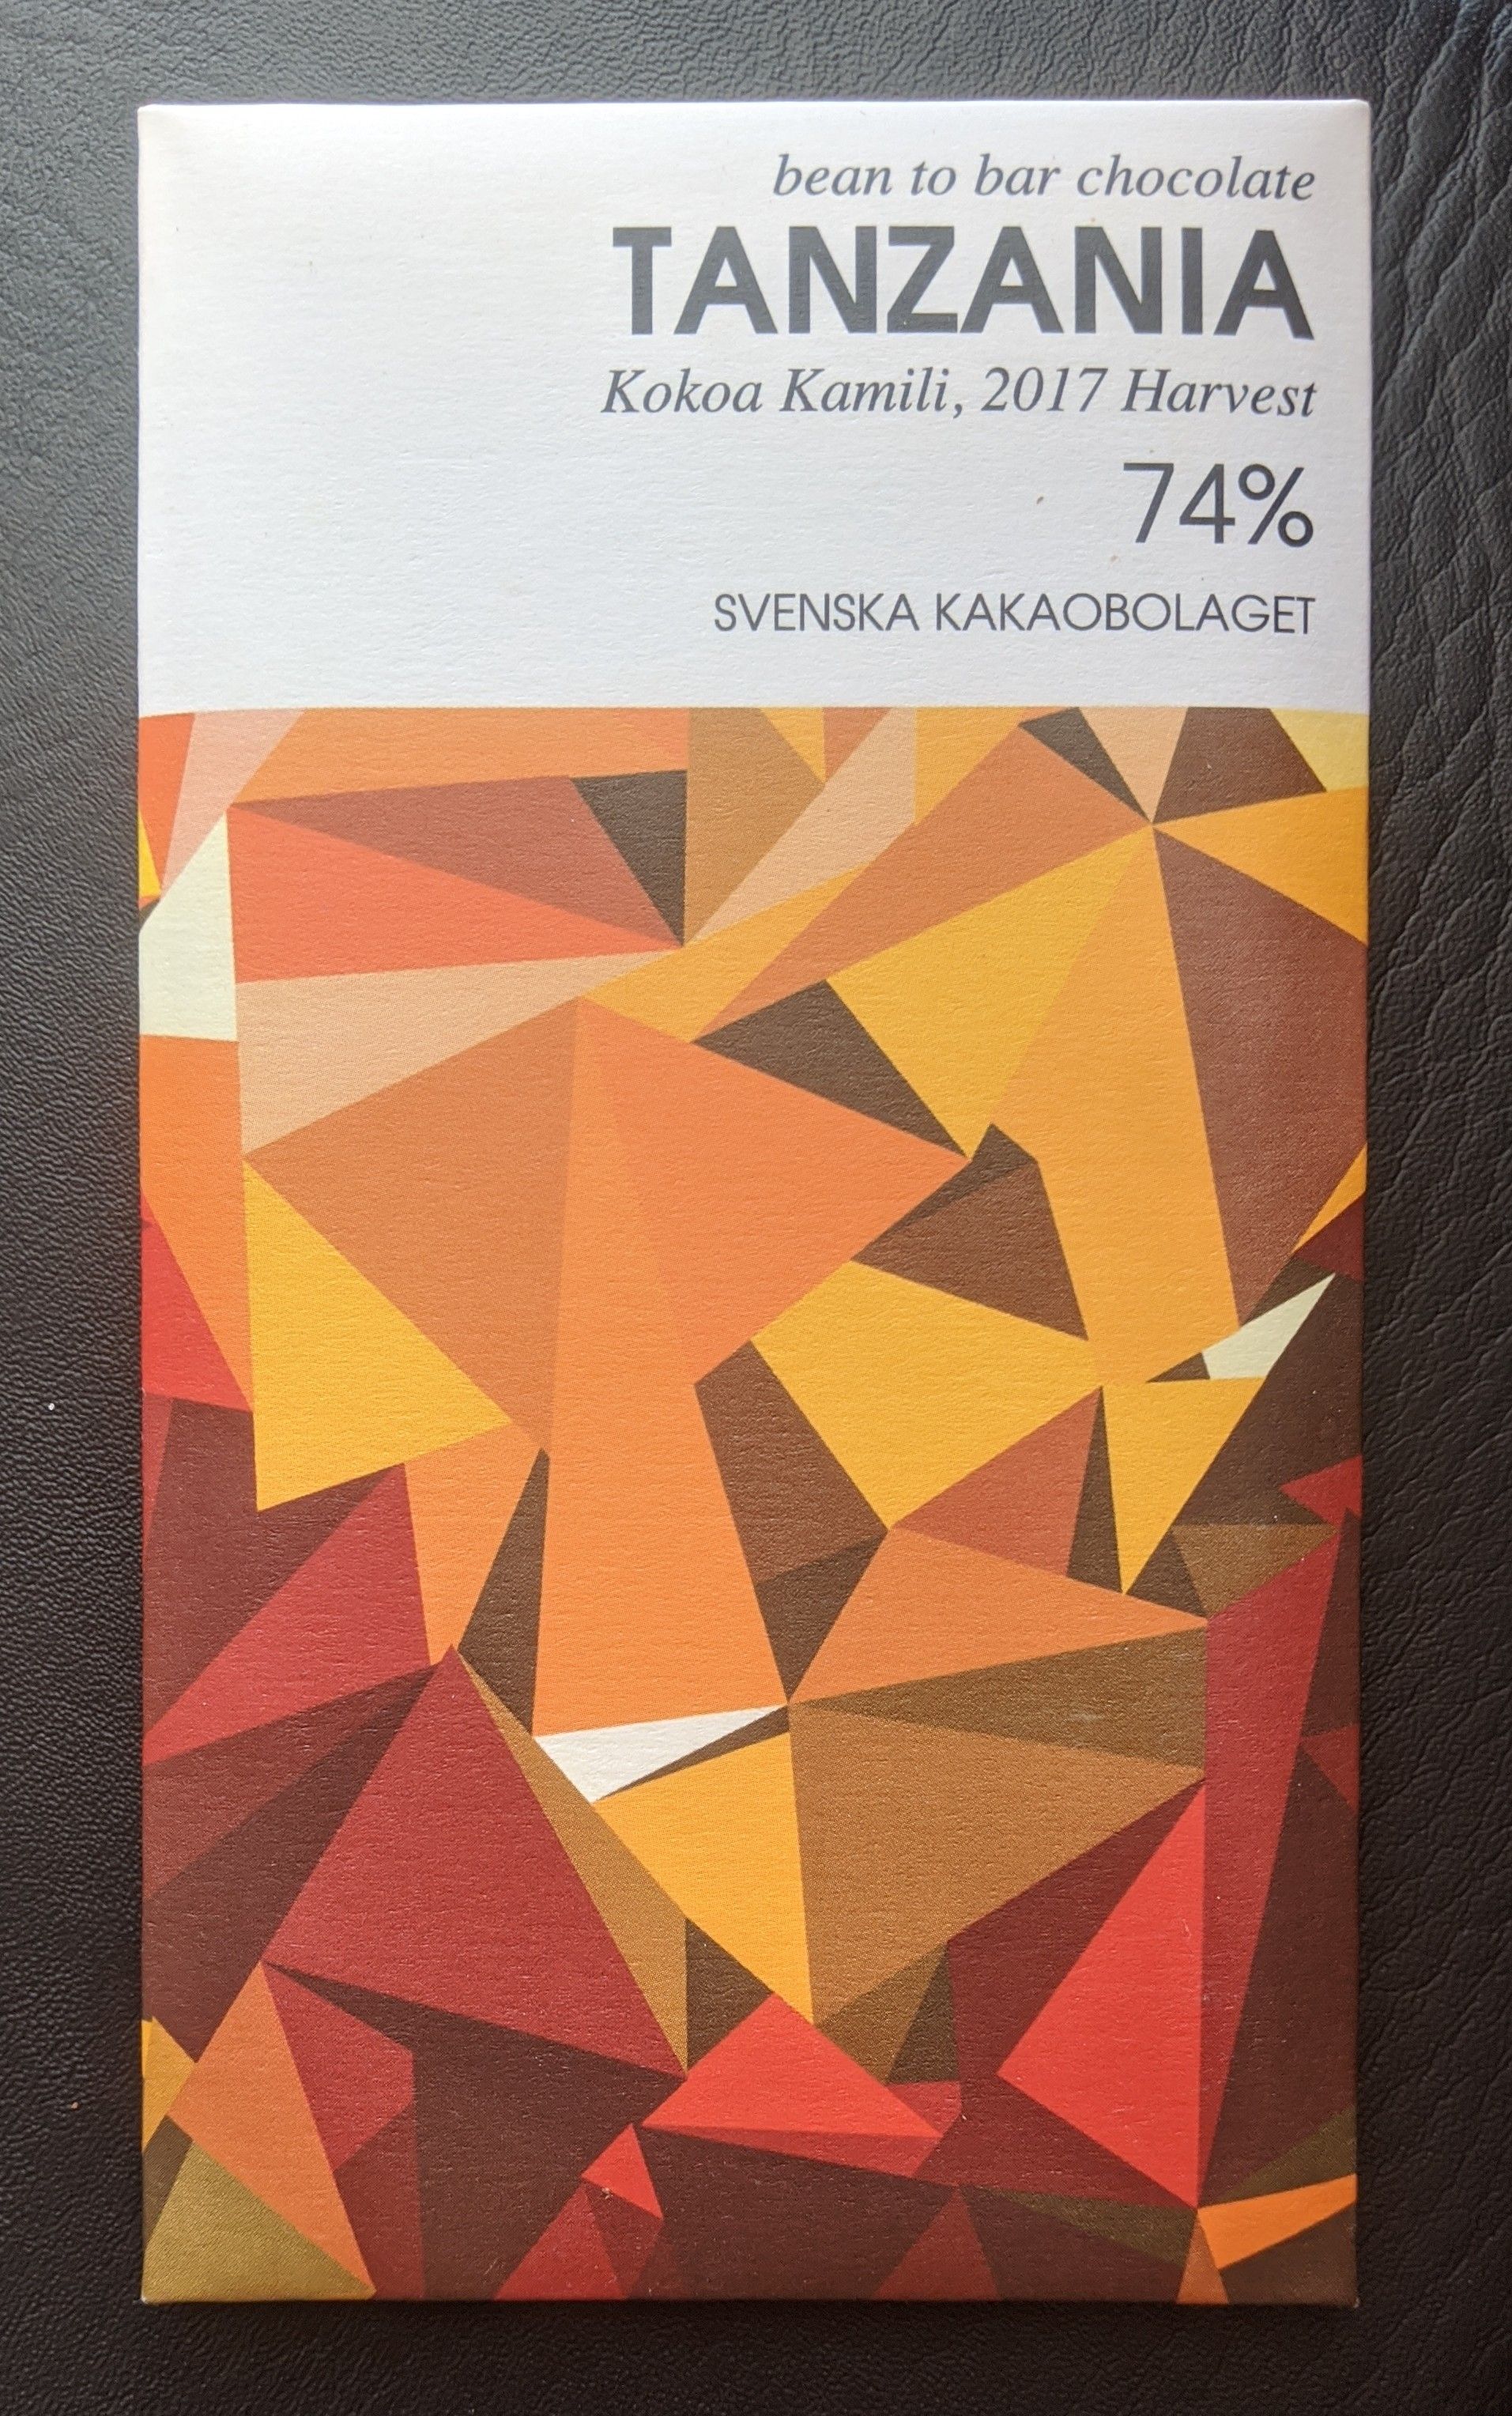 bean to bar chocolate
TANZANIA
Kokoa Kamili, 2017 Harvest
74%
SVENSKA KAKAOBOLAGET